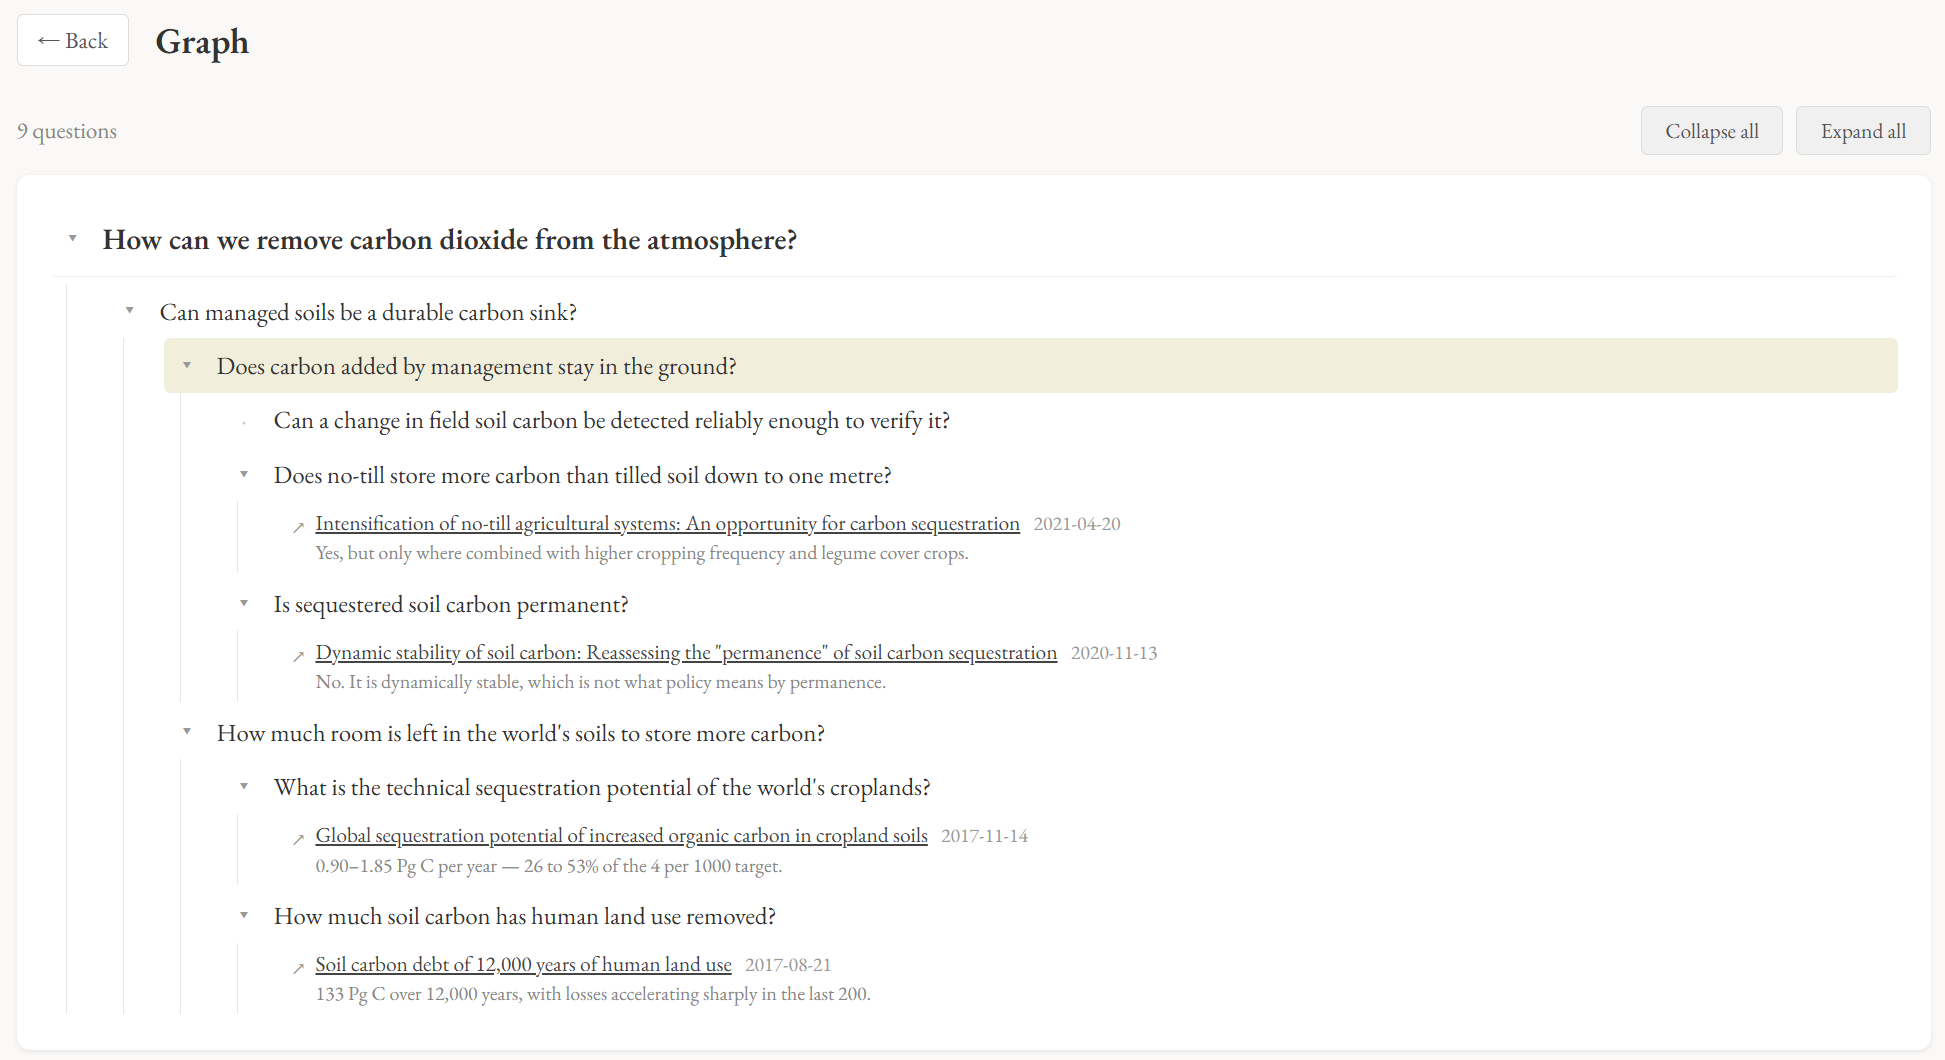 ← Back
Graph
9 questions
Collapse all
Expand all
How can we remove carbon dioxide from the atmosphere?
Can managed soils be a durable carbon sink?
Does carbon added by management stay in the ground?
Can a change in field soil carbon be detected reliably enough to verify it?
Does no-till store more carbon than tilled soil down to one metre?
↗ Intensification of no-till agricultural systems: An opportunity for carbon sequestration 2021-04-20
Yes, but only where combined with higher cropping frequency and legume cover crops.
Is sequestered soil carbon permanent?
↗ Dynamic stability of soil carbon: Reassessing the "permanence" of soil carbon sequestration 2020-11-13
No. It is dynamically stable, which is not what policy means by permanence.
How much room is left in the world's soils to store more carbon?
What is the technical sequestration potential of the world's croplands?
↗ Global sequestration potential of increased organic carbon in cropland soils 2017-11-14
0.90–1.85 Pg C per year — 26 to 53% of the 4 per 1000 target.
How much soil carbon has human land use removed?
↗ Soil carbon debt of 12,000 years of human land use 2017-08-21
133 Pg C over 12,000 years, with losses accelerating sharply in the last 200.